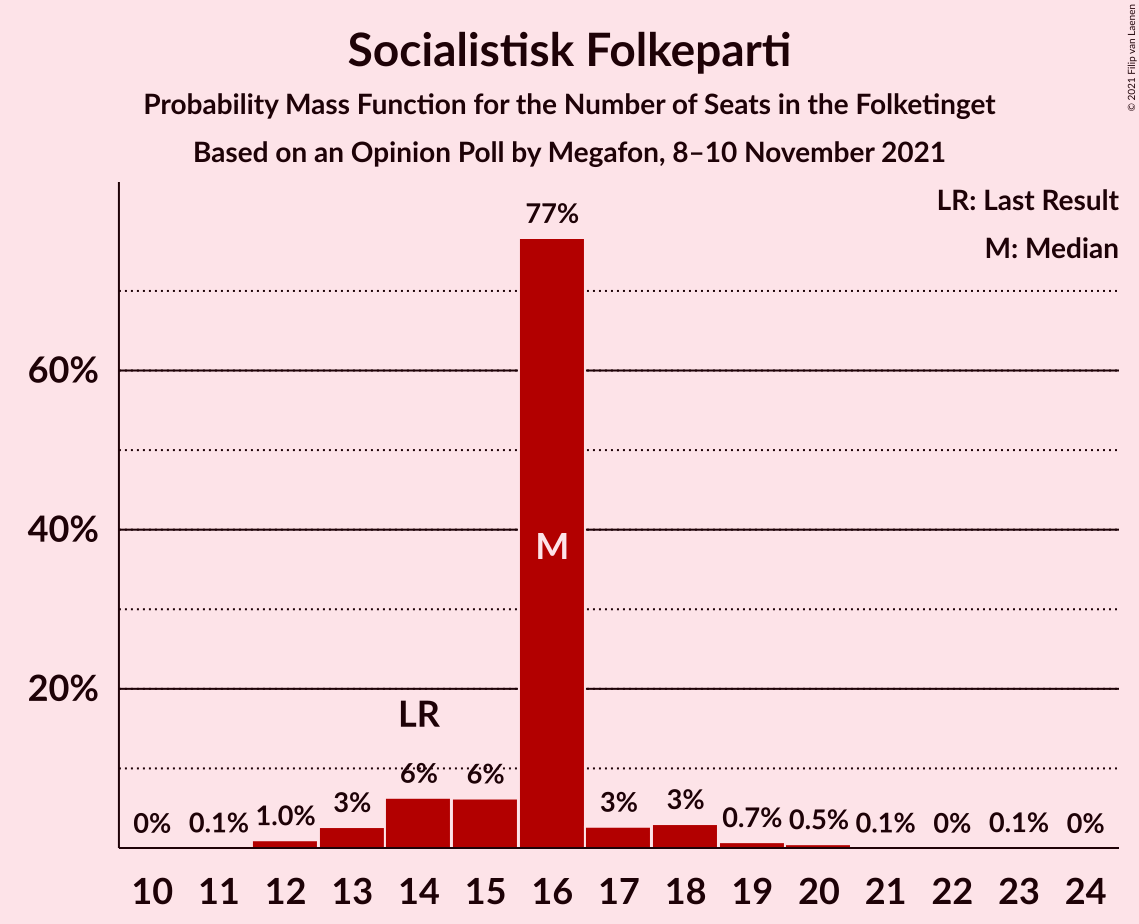 Socialistisk Folkeparti
Probability Mass Function for the Number of Seats in the Folketinget
Based on an Opinion Poll by Megafon, 8–10 November 2021
© 2021 Filip van Laenen
LR: Last Result
M: Median
77%
60%
40%
M
20%
LR
0% 0.1% 1.0% 3% 6% 6% 3% 3% 0.7% 0.5% 0.1% 0% 0.1% 0%
10 11 12 13 14 15 16 17 18 19 20 21 22 23 24